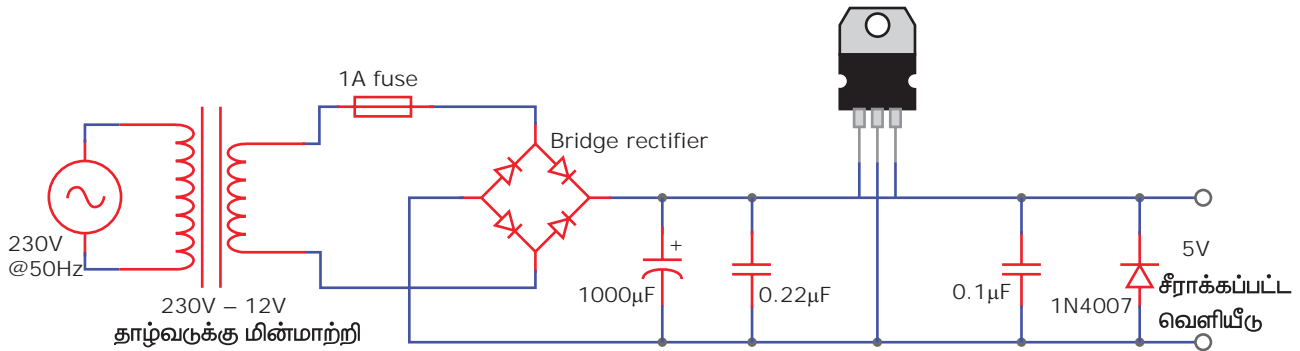 1A fuse
Bridge rectifier
230V
@50Hz
230V – 12V
தாழ்வடுக்கு மின்மாற்றி
+
1000µF
0.22µF
0.1µF
1N4007
5V
சீராக்கப்பட்ட
வெளியீடு